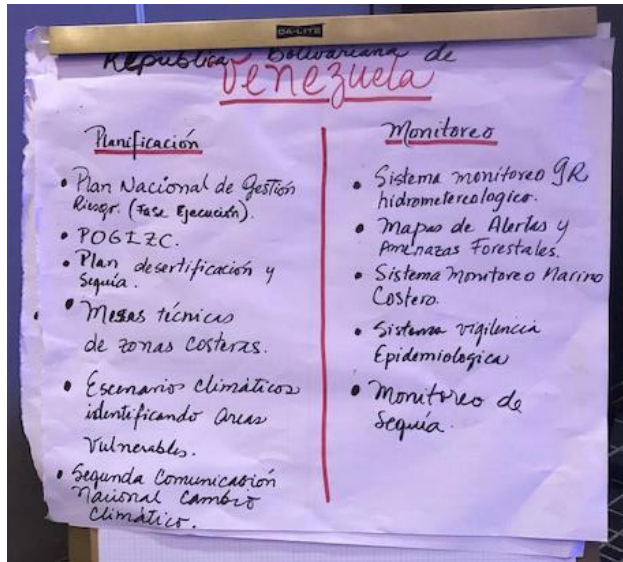 DA-LITE
República Bolivariana de
Venezuela
Planificación
• Plan Nacional de Gestión
Riesgo. (Fase Ejecución).
• POGIZC.
• Plan desertificación y
Sequía.
• Mesas técnicas
de zonas costeras.
• Escenarios climáticos
identificando areas
Vulnerables.
• Segunda Comunicación
Nacional Cambio
Climático.
Monitoreo
• Sistema monitoreo GR
hidrometereologico.
• Mapas de Alertas y
Amenazas Forestales.
• Sistema Monitoreo Marino
Costero.
• Sistema vigilencia
Epidemiologica
• Monitoreo de
Sequía.